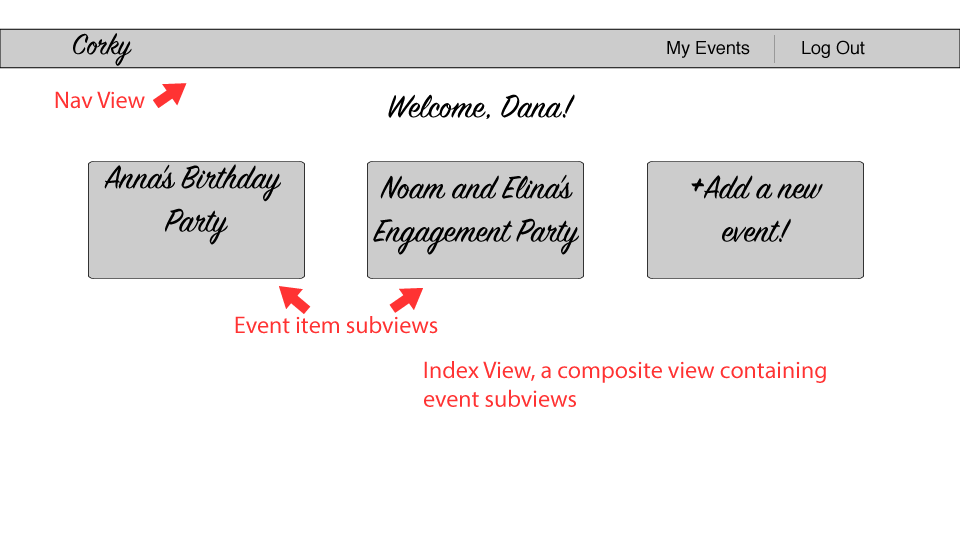 Corky
My Events
Log Out
Nav View
Welcome, Dana!
Anna's Birthday
Party
Noam and Elina's
Engagement Party
+Add a new
event!
Event item subviews
Index View, a composite view containing
event subviews